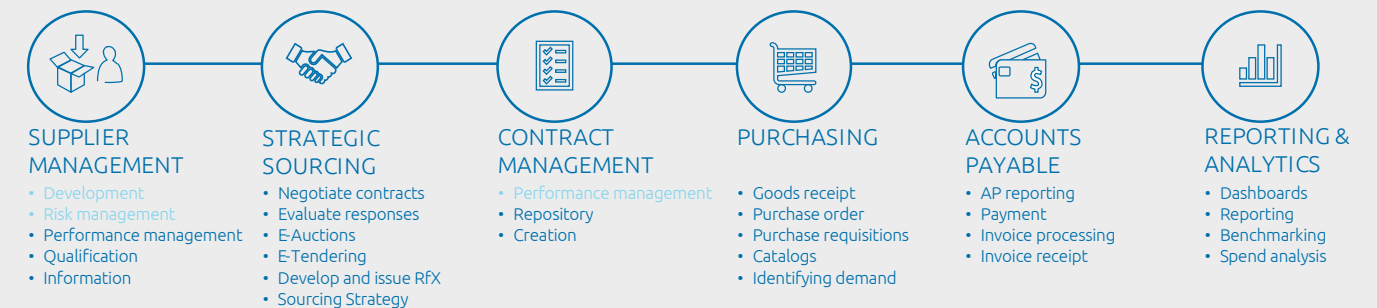 SUPPLIER
MANAGEMENT
• Development
• Risk management
• Performance management
• Qualification
• Information
STRATEGIC
SOURCING
• Negotiate contracts
• Evaluate responses
• E-Auctions
• E-Tendering
• Develop and issue RfX
• Sourcing Strategy
CONTRACT
MANAGEMENT
• Performance management
• Repository
• Creation
PURCHASING
• Goods receipt
• Purchase order
• Purchase requisitions
• Catalogs
• Identifying demand
$
ACCOUNTS
PAYABLE
• AP reporting
• Payment
• Invoice processing
• Invoice receipt
REPORTING &
ANALYTICS
• Dashboards
• Reporting
• Benchmarking
• Spend analysis